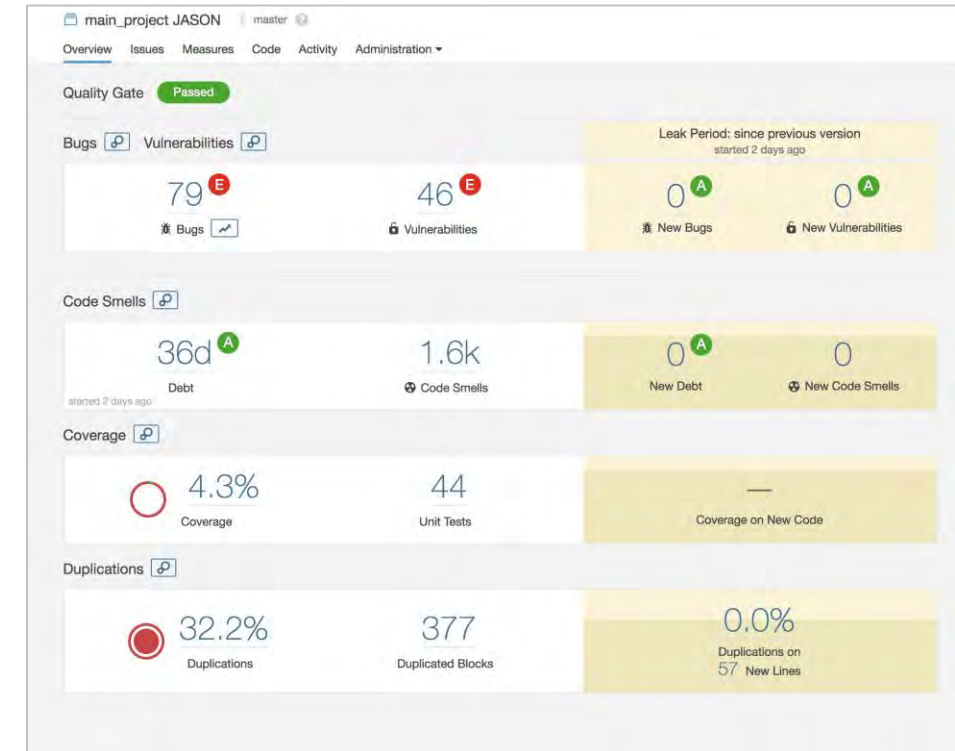 main_project JASON master
Overview Issues Measures Code Activity Administration
Quality Gate Passed
Bugs Vulnerabilities
Leak Period: since previous version
started 2 days ago
79 E 46 E 0 A 0 A
Bugs Vulnerabilities New Bugs New Vulnerabilities
Code Smells
36d A 1.6k 0 A 0
Debt Code Smells New Debt New Code Smells
started 2 days ago
Coverage
4.3% 44 —
Coverage Unit Tests Coverage on New Code
Duplications
32.2% 377 0.0%
Duplications Duplicated Blocks Duplications on
57 New Lines